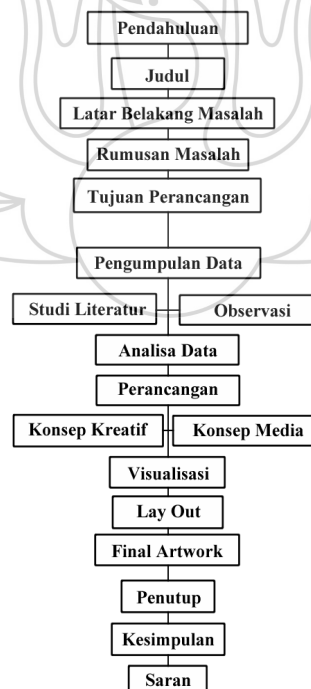 Pendahuluan
Judul
Latar Belakang Masalah
Rumusan Masalah
Tujuan Perancangan
Pengumpulan Data
Studi Literatur
Observasi
Analisa Data
Perancangan
Konsep Kreatif
Konsep Media
Visualisasi
Lay Out
Final Artwork
Penutup
Kesimpulan
Saran